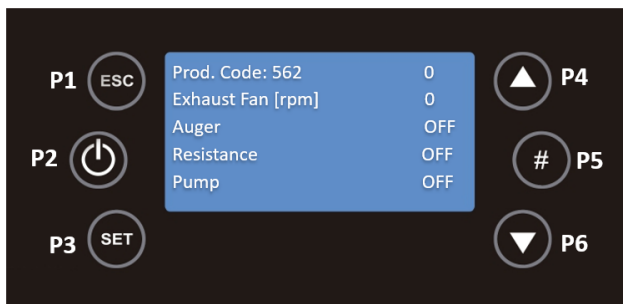 P1 ESC
P2
P3 SET
Prod. Code: 562 0
Exhaust Fan [rpm] 0
Auger OFF
Resistance OFF
Pump OFF
P4
# P5
P6